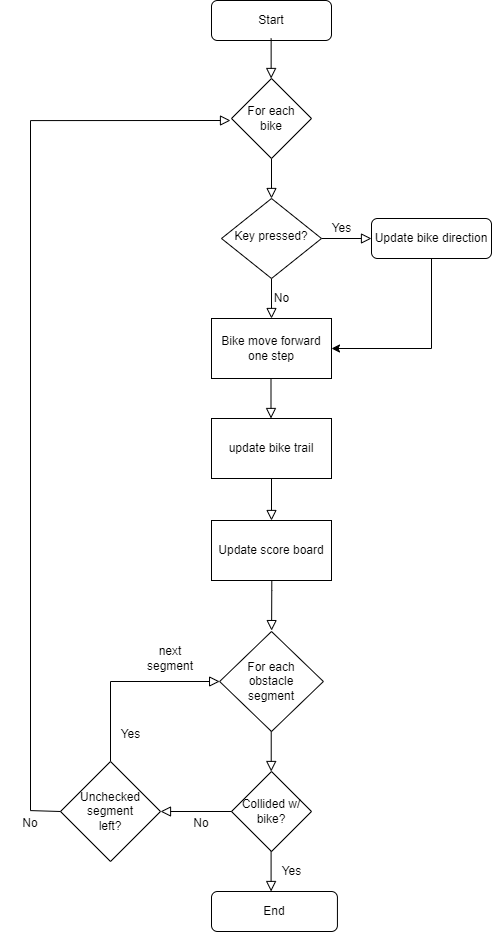 Start
For each
bike
Key pressed?
Yes
Update bike direction
No
Bike move forward
one step
update bike trail
Update score board
next
segment
For each
obstacle
segment
Yes
Unchecked
segment
left?
Collided w/
bike?
No
No
Yes
End